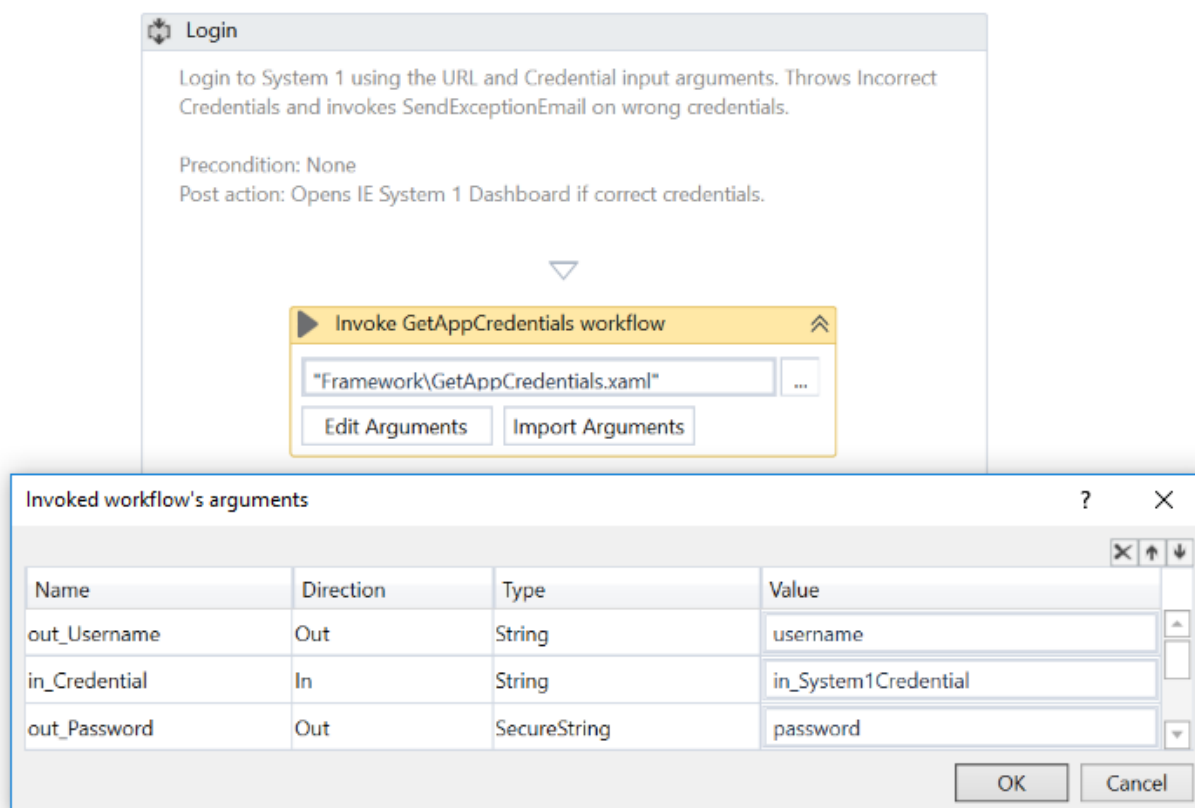 Login
Login to System 1 using the URL and Credential input arguments. Throws Incorrect
Credentials and invokes SendExceptionEmail on wrong credentials.
Precondition: None
Post action: Opens IE System 1 Dashboard if correct credentials.
Invoke GetAppCredentials workflow
"Framework\GetAppCredentials.xaml"
...
Edit Arguments Import Arguments
Invoked workflow's arguments ?
Name Direction Type Value
out_Username Out String username
in_Credential In String in_System1Credential
out_Password Out SecureString password
OK Cancel